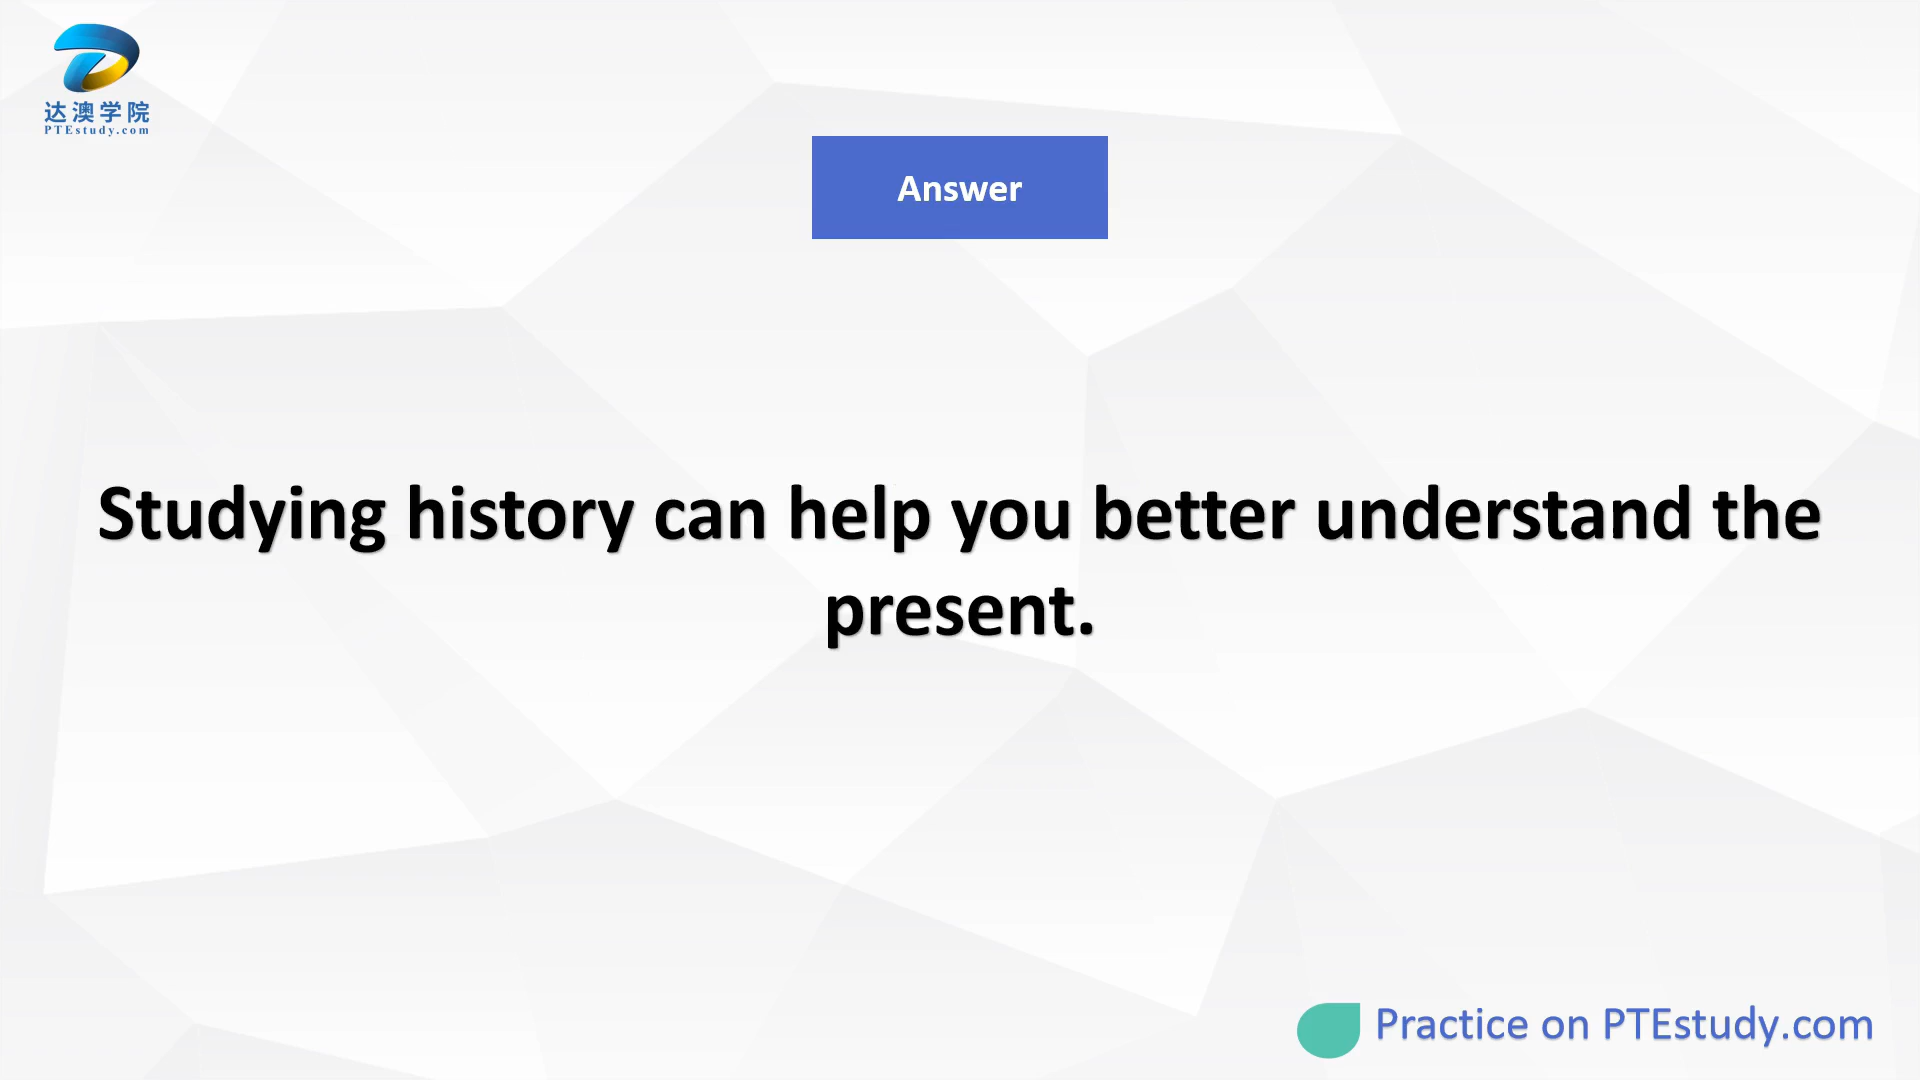 达澳学院
PTEstudy.com
Answer
Studying history can help you better understand the
present.
Practice on PTEstudy.com